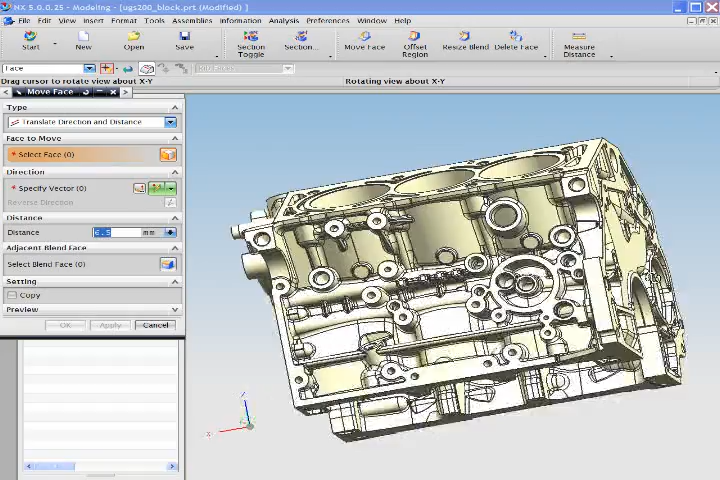 NX 5.0.0.25 - Modeling - [ugs200_block.prt (Modified) ]
File Edit View Insert Format Tools Assemblies Information Analysis Preferences Window Help
Start New Open Save Section Toggle Section... Move Face Offset Region Resize Blend Delete Face Measure Distance
Face
Drag cursor to rotate view about X-Y Rotating view about X-Y
Move Face
Type
Translate Direction and Distance
Face to Move
* Select Face (0)
Direction
* Specify Vector (0)
Reverse Direction
Distance
Distance 6.5 mm
Adjacent Blend Face
Select Blend Face (0)
Setting
Copy
Preview
OK Apply Cancel
Z
X